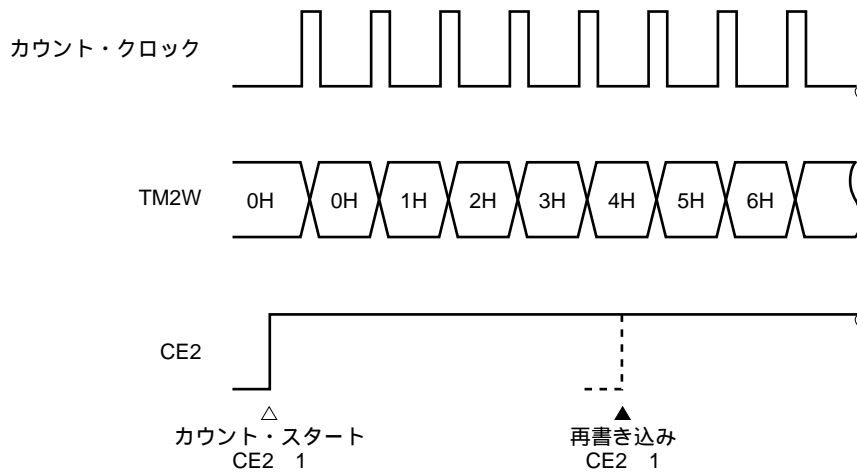 カウント・クロック
TM2W 0H 0H 1H 2H 3H 4H 5H 6H
CE2
カウント・スタート 再書き込み
CE2 1 CE2 1